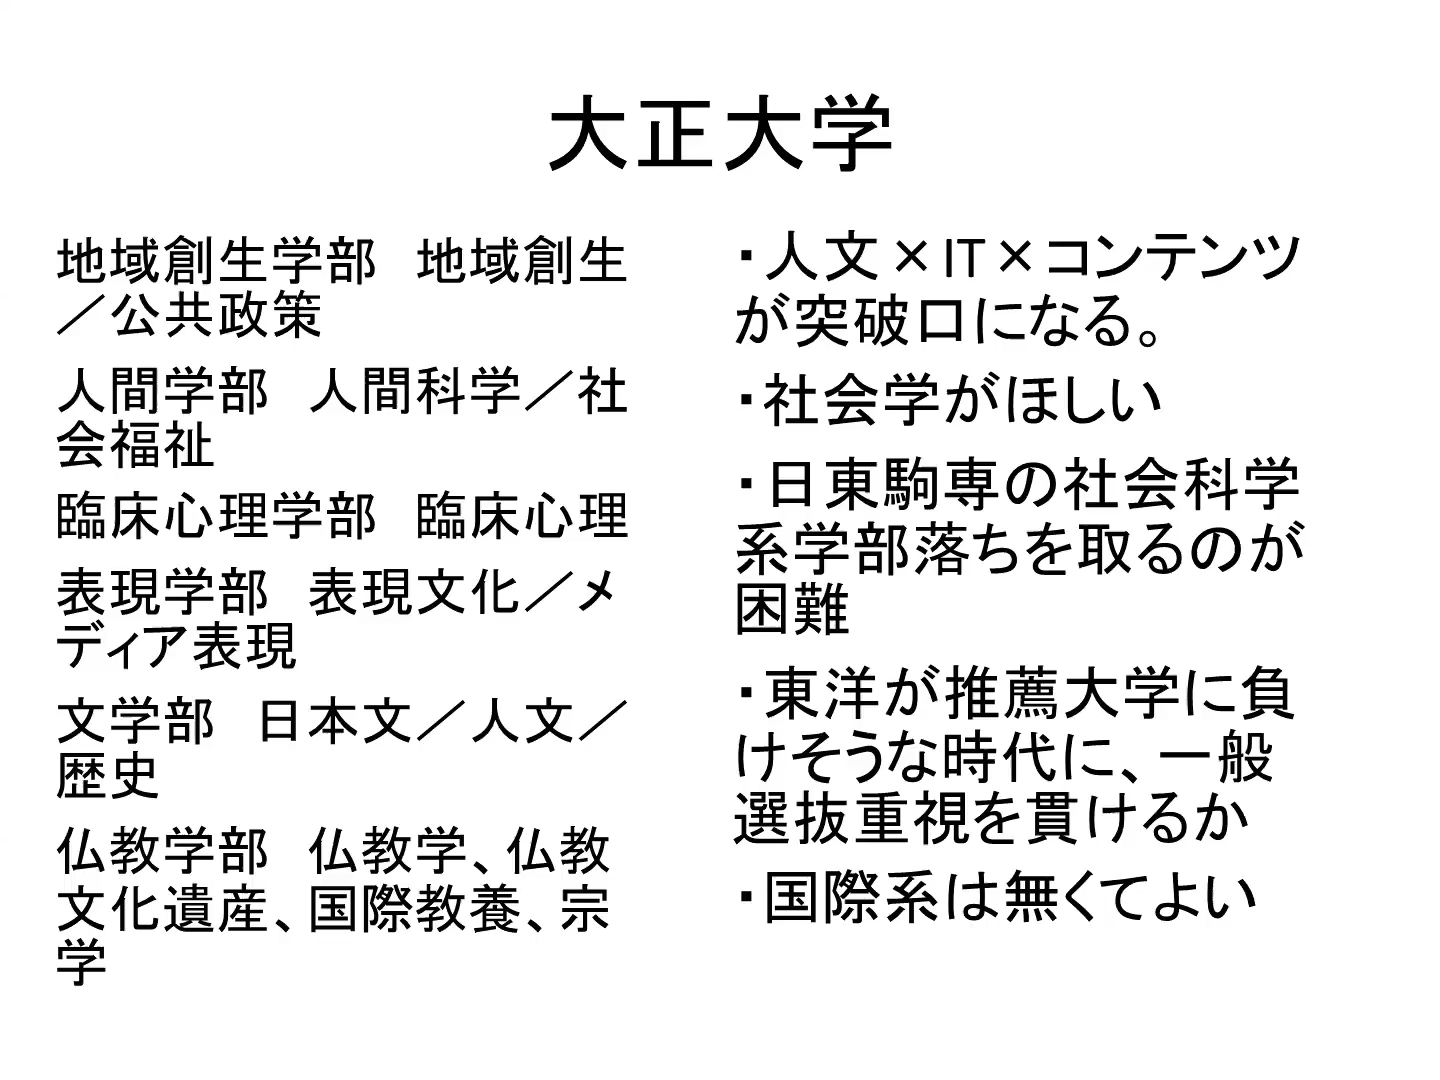 大正大学
地域創生学部　地域創生
／公共政策
人間学部　人間科学／社
会福祉
臨床心理学部　臨床心理
表現学部　表現文化／メ
ディア表現
文学部　日本文／人文／
歴史
仏教学部　仏教学、仏教
文化遺産、国際教養、宗
学
・人文×IT×コンテンツ
が突破口になる。
・社会学がほしい
・日東駒専の社会科学
系学部落ちを取るのが
困難
・東洋が推薦大学に負
けそうな時代に、一般
選抜重視を貫けるか
・国際系は無くてよい